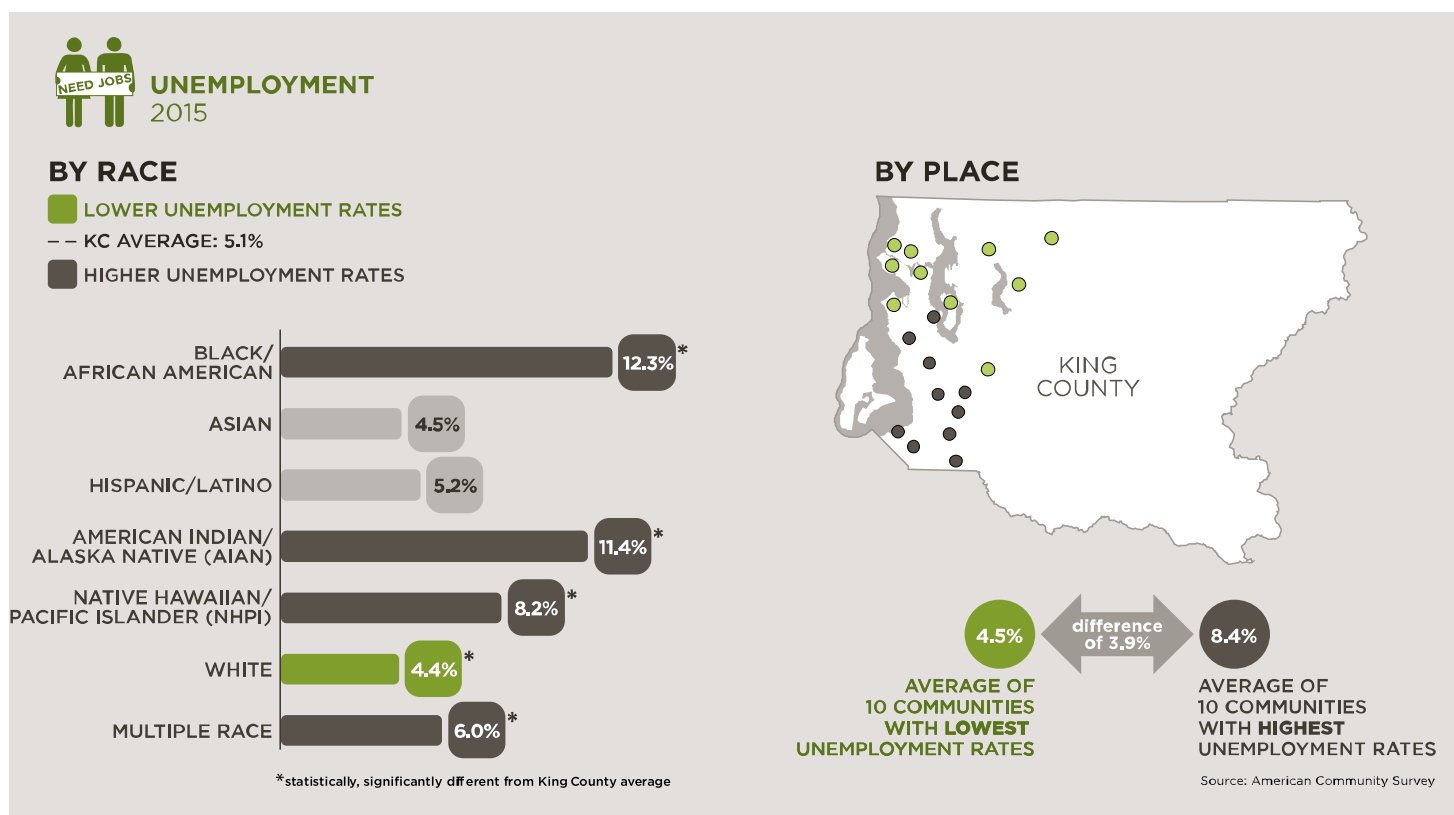 NEED JOBS
UNEMPLOYMENT
2015
BY RACE
LOWER UNEMPLOYMENT RATES
-- KC AVERAGE: 5.1%
HIGHER UNEMPLOYMENT RATES
BLACK/
AFRICAN AMERICAN
12.3%*
ASIAN
4.5%
HISPANIC/LATINO
5.2%
AMERICAN INDIAN/
ALASKA NATIVE (AIAN)
11.4%*
NATIVE HAWAIIAN/
PACIFIC ISLANDER (NHPI)
8.2%*
WHITE
4.4%*
MULTIPLE RACE
6.0%*
*statistically, significantly different from King County average
BY PLACE
KING
COUNTY
4.5%
difference
of 3.9%
8.4%
AVERAGE OF
10 COMMUNITIES
WITH LOWEST
UNEMPLOYMENT RATES
AVERAGE OF
10 COMMUNITIES
WITH HIGHEST
UNEMPLOYMENT RATES
Source: American Community Survey